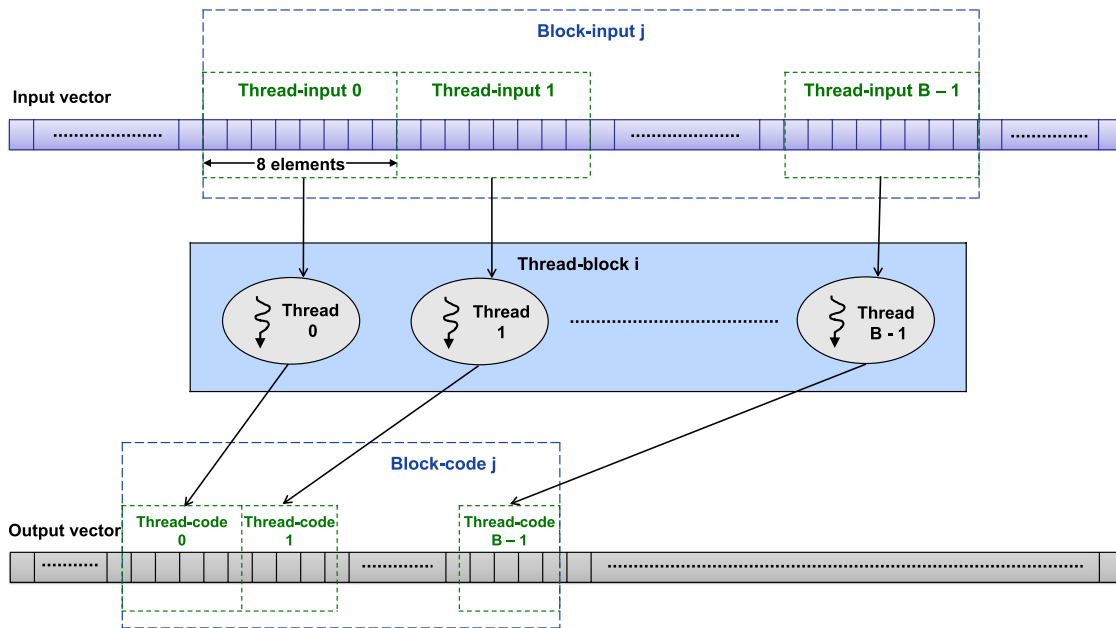 Block-input j
Thread-input 0 Thread-input 1 Thread-input B – 1
Input vector
8 elements
Thread-block i
Thread
0
Thread
1
Thread
B - 1
Block-code j
Output vector
Thread-code
0
Thread-code
1
Thread-code
B – 1